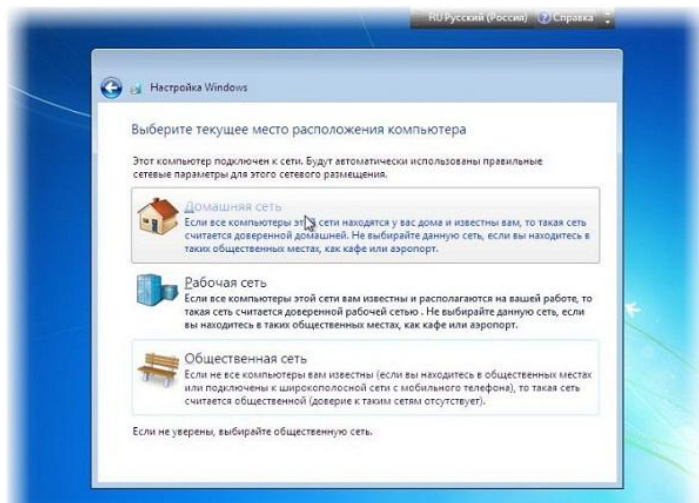 RU Русский (Россия) Справка
Настройка Windows
Выберите текущее место расположения компьютера
Этот компьютер подключен к сети. Будут автоматически использованы правильные
сетевые параметры для этого сетевого размещения.
Домашняя сеть
Если все компьютеры этой сети находятся у вас дома и известны вам, то такая сеть
считается доверенной домашней. Не выбирайте данную сеть, если вы находитесь в
таких общественных местах, как кафе или аэропорт.
Рабочая сеть
Если все компьютеры этой сети вам известны и располагаются на вашей работе, то
такая сеть считается доверенной рабочей сетью . Не выбирайте данную сеть, если
вы находитесь в таких общественных местах, как кафе или аэропорт.
Общественная сеть
Если не все компьютеры вам известны (если вы находитесь в общественных местах
или подключены к широкополосной сети с мобильного телефона), то такая сеть
считается общественной (доверие к таким сетям отсутствует).
Если не уверены, выбирайте общественную сеть.